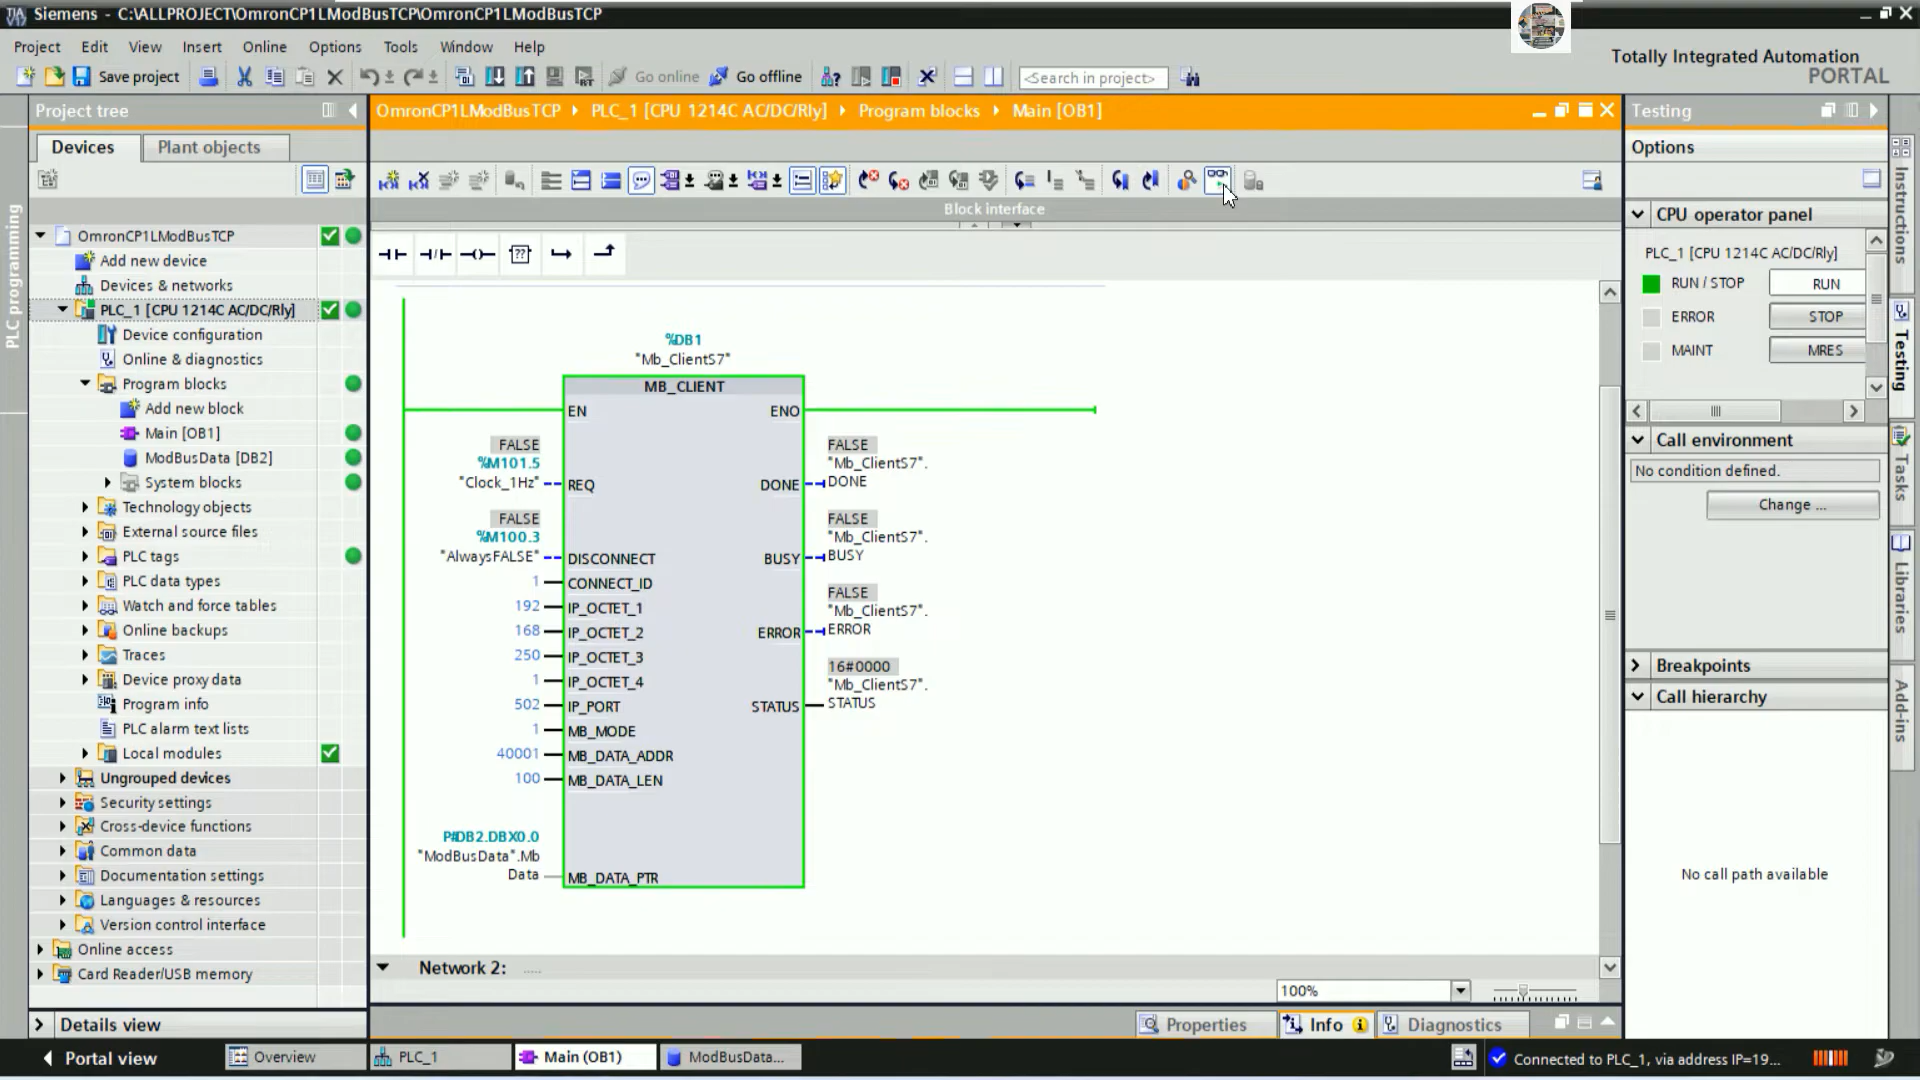 Siemens - C:\ALLPROJECT\OmronCP1LModBusTCP\OmronCP1LModBusTCP
Project Edit View Insert Online Options Tools Window Help
Totally Integrated Automation
PORTAL
Save project
Go online
Go offline
<Search in project>
Project tree
OmronCP1LModBusTCP
PLC_1 [CPU 1214C AC/DC/Rly]
Program blocks
Main [OB1]
Testing
Devices
Plant objects
Options
Block interface
PLC programming
OmronCP1LModBusTCP
Add new device
Devices & networks
PLC_1 [CPU 1214C AC/DC/Rly]
Device configuration
Online & diagnostics
Program blocks
Add new block
Main [OB1]
ModBusData [DB2]
System blocks
Technology objects
External source files
PLC tags
PLC data types
Watch and force tables
Online backups
Traces
Device proxy data
Program info
PLC alarm text lists
Local modules
Ungrouped devices
Security settings
Cross-device functions
Common data
Documentation settings
Languages & resources
Version control interface
Online access
Card Reader/USB memory
Details view
%DB1
"Mb_ClientS7"
MB_CLIENT
EN
ENO
FALSE
%M101.5
"Clock_1Hz"
REQ
FALSE
%M100.3
"AlwaysFALSE"
DISCONNECT
1
CONNECT_ID
192
IP_OCTET_1
168
IP_OCTET_2
250
IP_OCTET_3
1
IP_OCTET_4
502
IP_PORT
1
MB_MODE
40001
MB_DATA_ADDR
100
MB_DATA_LEN
P#DB2.DBX0.0
"ModBusData".Mb
Data
MB_DATA_PTR
FALSE
"Mb_ClientS7".
DONE
DONE
FALSE
"Mb_ClientS7".
BUSY
BUSY
FALSE
"Mb_ClientS7".
ERROR
ERROR
16#0000
"Mb_ClientS7".
STATUS
STATUS
Network 2: .....
100%
Properties
Info
Diagnostics
CPU operator panel
PLC_1 [CPU 1214C AC/DC/Rly]
RUN / STOP
RUN
ERROR
STOP
MAINT
MRES
Call environment
No condition defined.
Change ...
Breakpoints
Call hierarchy
No call path available
Instructions
Testing
Tasks
Libraries
Add-ins
Portal view
Overview
PLC_1
Main (OB1)
ModBusData...
Connected to PLC_1, via address IP=19...